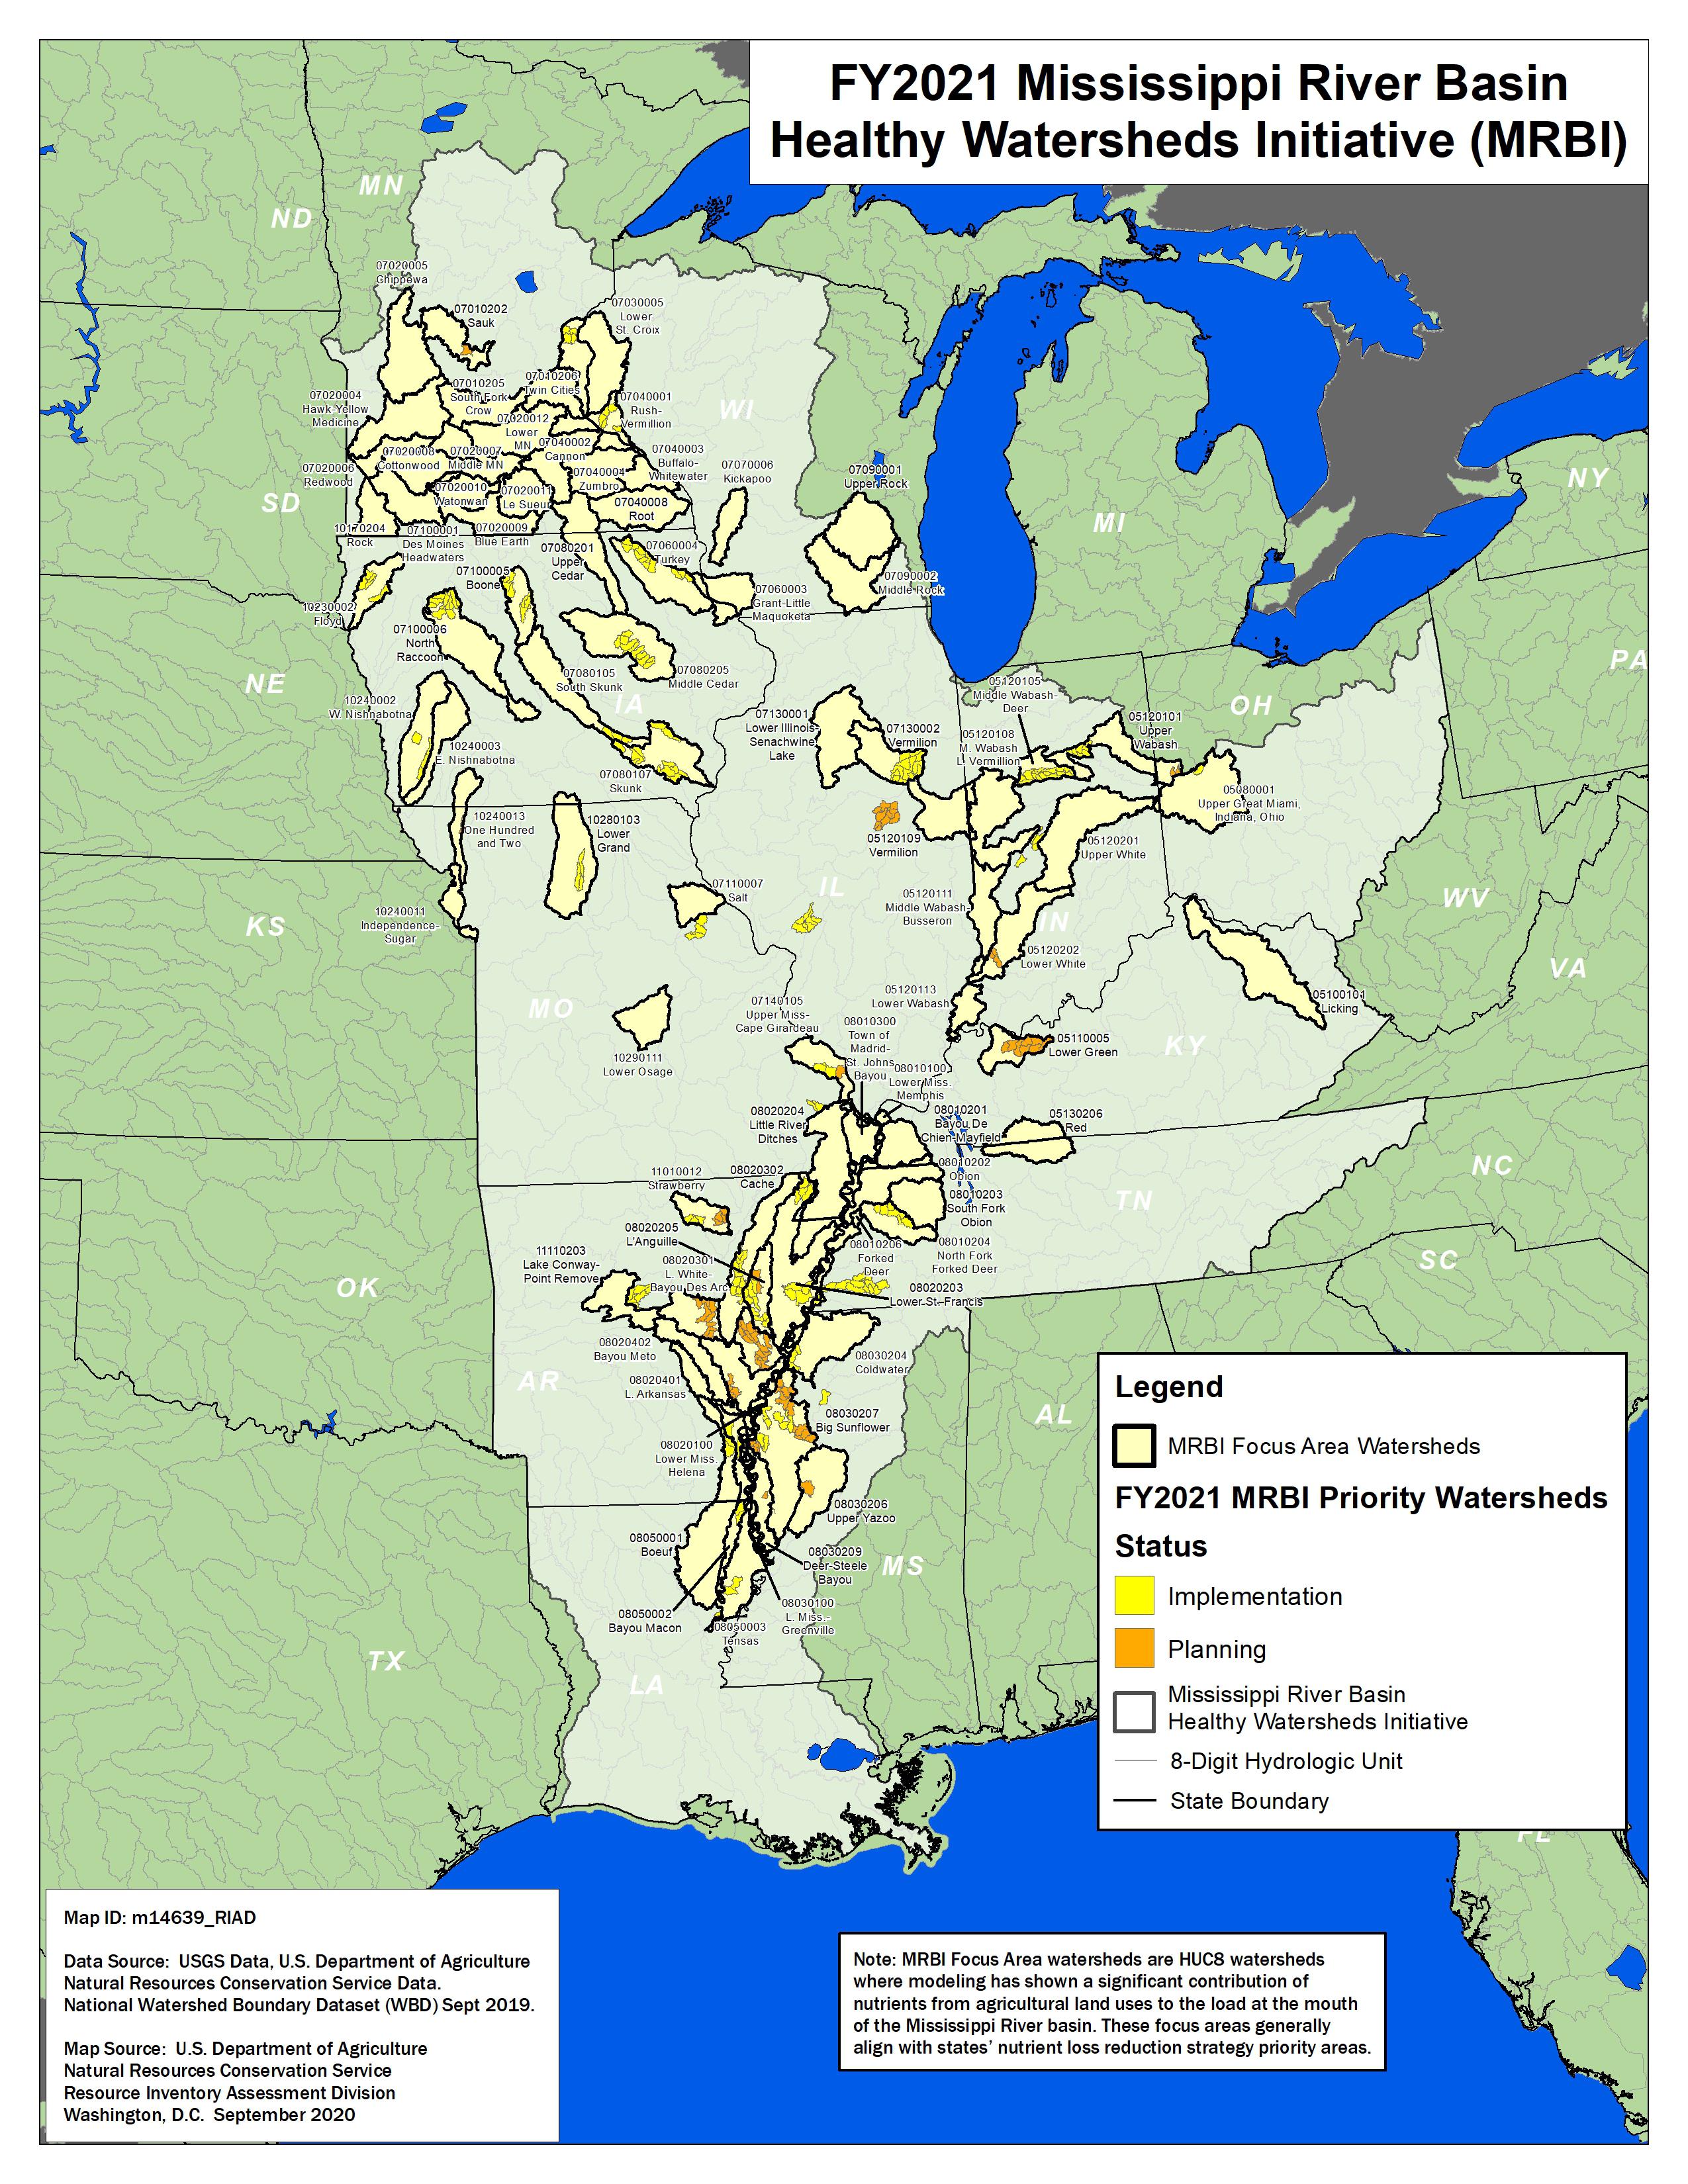 FY2021 Mississippi River Basin
Healthy Watersheds Initiative (MRBI)
MN
ND
SD
NE
KS
OK
TX
WI
MI
NY
PA
OH
IA
IL
IN
WV
VA
MO
KY
TN
NC
SC
AR
AL
MS
LA
FL
07020005
Chippewa
07010202
Sauk
07030005
Lower
St. Croix
07010206
Twin Cities
07010205
South Fork
Crow
07020004
Hawk-Yellow
Medicine
07040001
Rush-
Vermillion
07020012
Lower
MN
07040002
Cannon
07020008
Cottonwood
07020007
Middle MN
07040003
Buffalo-
Whitewater
07020006
Redwood
07040004
Zumbro
07070006
Kickapoo
07090001
Upper Rock
07020010
Watonwan
07020011
Le Sueur
07040008
Root
10170204
Rock
07100001
Des Moines
Headwaters
07020009
Blue Earth
07080201
Upper
Cedar
07060004
Turkey
07100005
Boone
07090002
Middle Rock
07060003
Grant-Little
Maquoketa
10230002
Floyd
07100006
North
Raccoon
07080105
South Skunk
07080205
Middle Cedar
10240002
W. Nishnabotna
10240003
E. Nishnabotna
07080107
Skunk
07130001
Lower Illinois-
Senachwine
Lake
07130002
Vermilion
05120105
Middle Wabash-
Deer
05120108
M. Wabash
L. Vermillion
05120101
Upper
Wabash
05080001
Upper Great Miami,
Indiana, Ohio
10240013
One Hundred
and Two
10280103
Lower
Grand
05120109
Vermilion
05120201
Upper White
07110007
Salt
05120111
Middle Wabash-
Busseron
10240011
Independence-
Sugar
05120202
Lower White
05120113
Lower Wabash
05100101
Licking
07140105
Upper Miss-
Cape Girardeau
08010300
Town of
Madrid-
St. Johns
Bayou
05110005
Lower Green
10290111
Lower Osage
08010100
Lower Miss.
Memphis
08020204
Little River
Ditches
08010201
Bayou De
Chien-Mayfield
05130206
Red
11010012
Strawberry
08020302
Cache
08010202
Obion
08010203
South Fork
Obion
08020205
L'Anguille
08010206
Forked
Deer
08010204
North Fork
Forked Deer
11110203
Lake Conway-
Point Remove
08020301
L. White-
Bayou Des Arc
08020203
Lower St. Francis
08020402
Bayou Meto
08030204
Coldwater
08020401
L. Arkansas
08030207
Big Sunflower
08020100
Lower Miss.
Helena
08030206
Upper Yazoo
08050001
Boeuf
08030209
Deer-Steele
Bayou
08050002
Bayou Macon
08050003
Tensas
08030100
L. Miss.-
Greenville
Legend
MRBI Focus Area Watersheds
FY2021 MRBI Priority Watersheds
Status
Implementation
Planning
Mississippi River Basin
Healthy Watersheds Initiative
8-Digit Hydrologic Unit
State Boundary
Map ID: m14639_RIAD
Data Source: USGS Data, U.S. Department of Agriculture
Natural Resources Conservation Service Data.
National Watershed Boundary Dataset (WBD) Sept 2019.
Map Source: U.S. Department of Agriculture
Natural Resources Conservation Service
Resource Inventory Assessment Division
Washington, D.C. September 2020
Note: MRBI Focus Area watersheds are HUC8 watersheds
where modeling has shown a significant contribution of
nutrients from agricultural land uses to the load at the mouth
of the Mississippi River basin. These focus areas generally
align with states' nutrient loss reduction strategy priority areas.